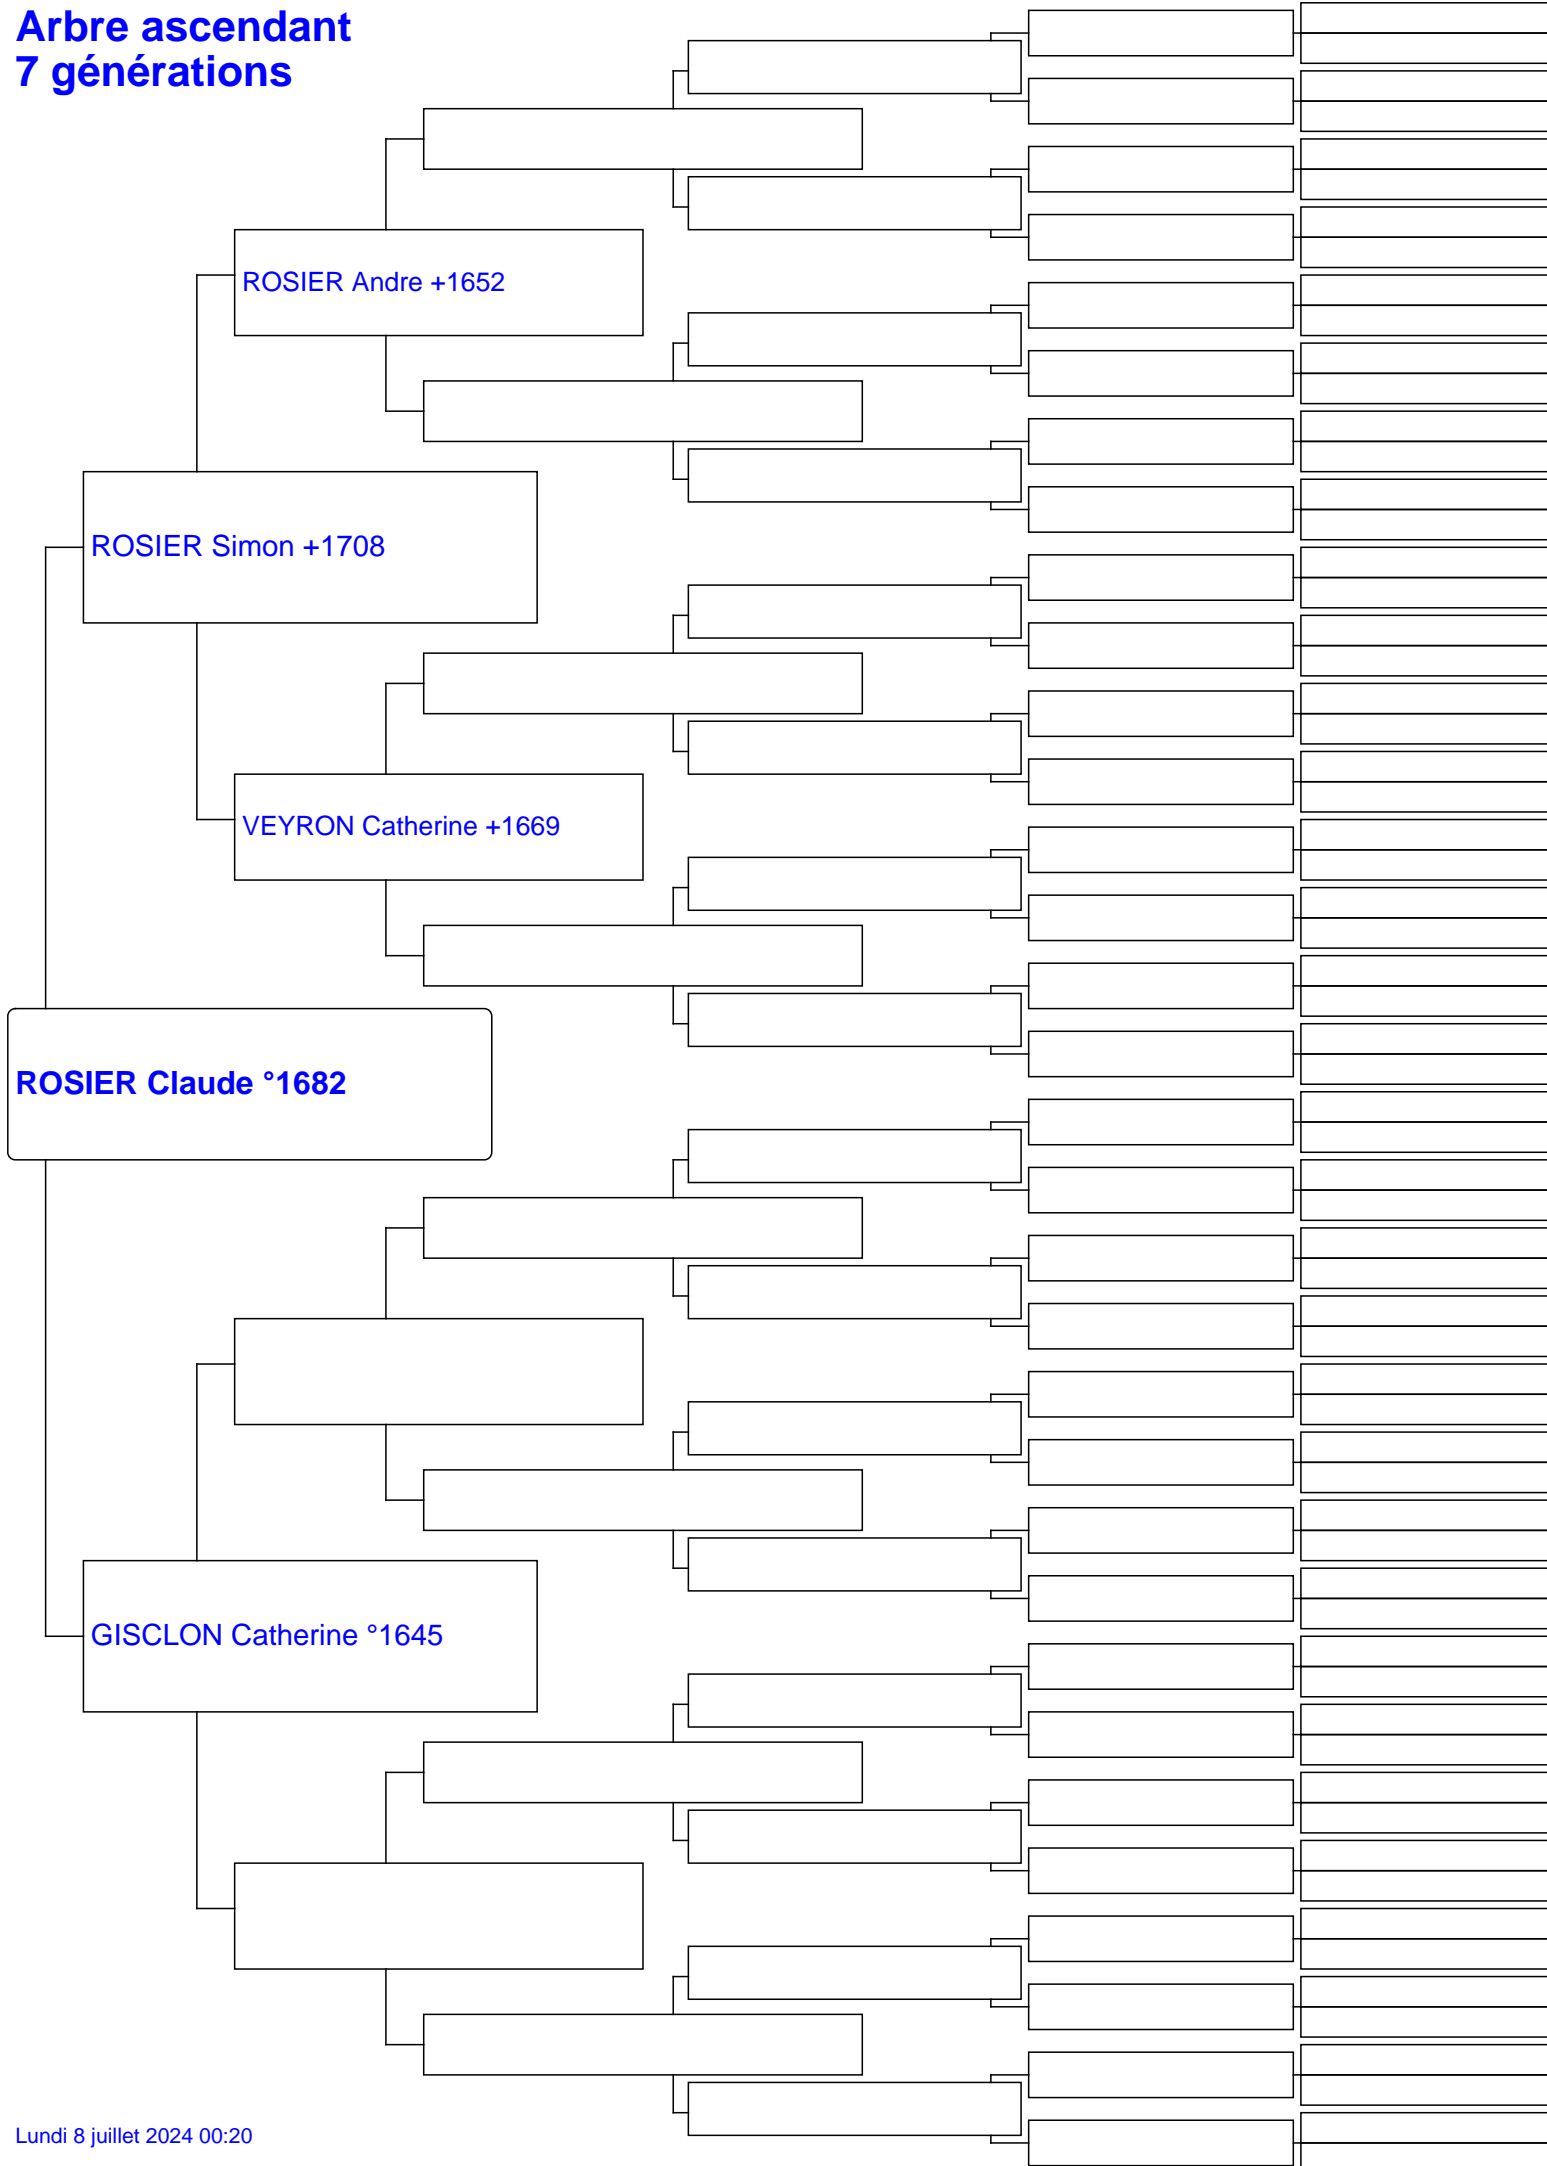 Arbre ascendant
7 générations
ROSIER Andre +1652
ROSIER Simon +1708
VEYRON Catherine +1669
ROSIER Claude °1682
GISCLON Catherine °1645
Lundi 8 juillet 2024 00:20